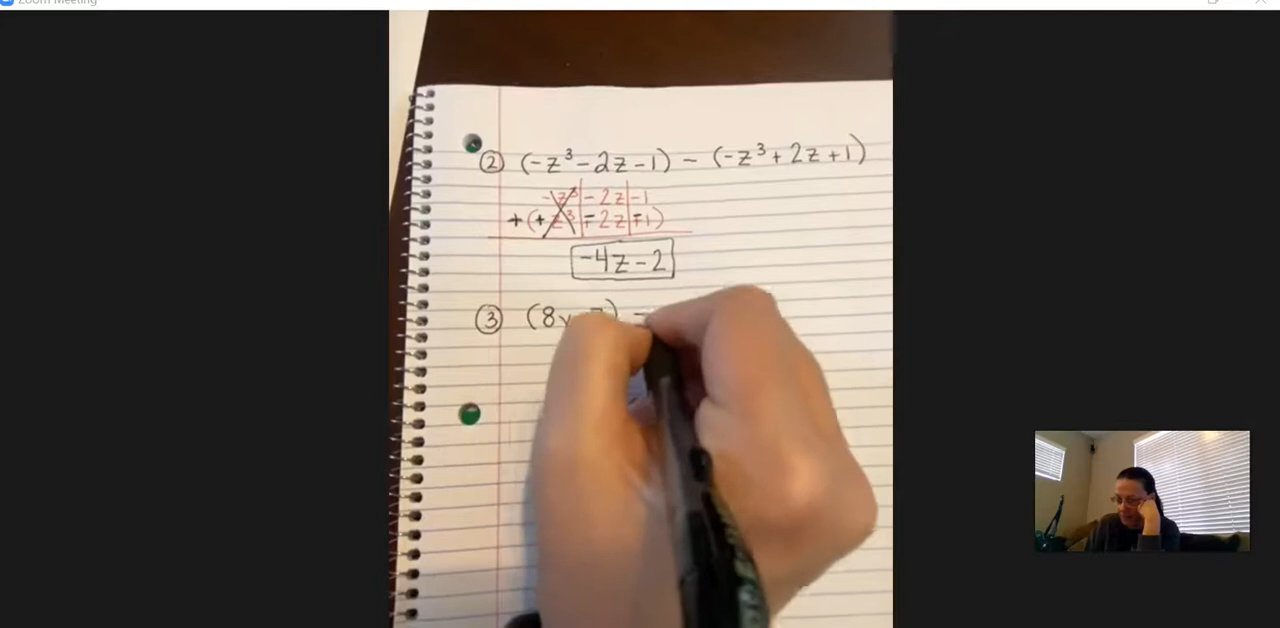 Zoom Meeting
② (-z³-2z-1) - (-z³+2z+1)
-z³ -2z -1
+(+z³ -2z -1)
-4z-2
③ (8